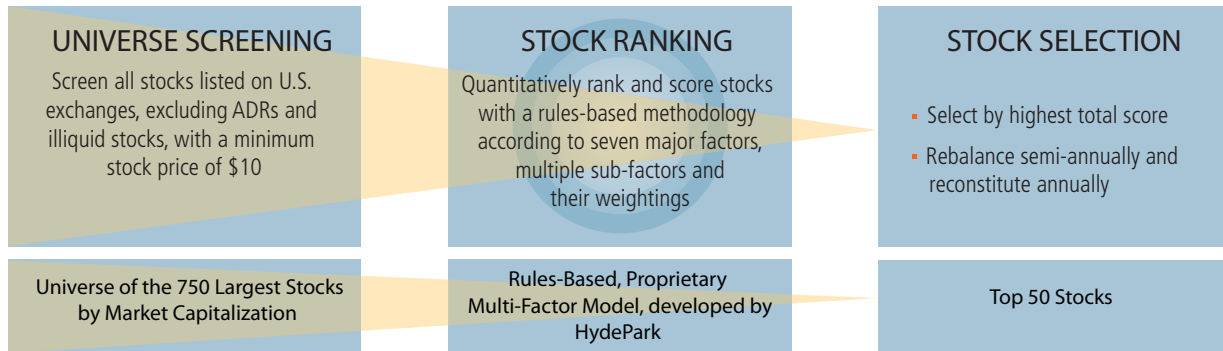 UNIVERSE SCREENING
Screen all stocks listed on U.S.
exchanges, excluding ADRs and
illiquid stocks, with a minimum
stock price of $10
STOCK RANKING
Quantitatively rank and score stocks
with a rules-based methodology
according to seven major factors,
multiple sub-factors and
their weightings
STOCK SELECTION
▪ Select by highest total score
▪ Rebalance semi-annually and
reconstitute annually
Universe of the 750 Largest Stocks
by Market Capitalization
Rules-Based, Proprietary
Multi-Factor Model, developed by
HydePark
Top 50 Stocks